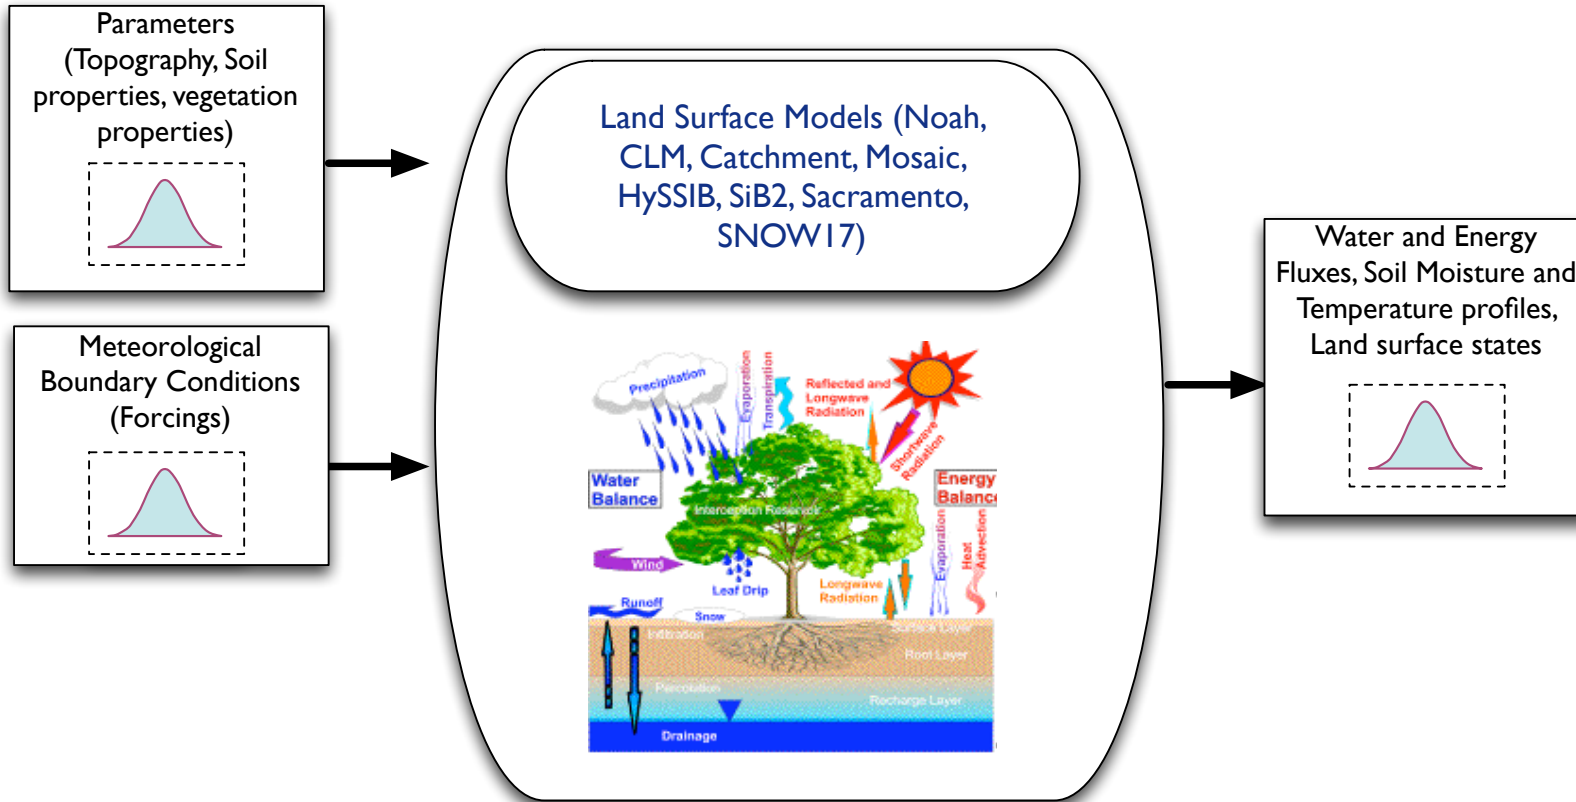 Parameters
(Topography, Soil
properties, vegetation
properties)
Meteorological
Boundary Conditions
(Forcings)
Land Surface Models (Noah,
CLM, Catchment, Mosaic,
HySSIB, SiB2, Sacramento,
SNOW17)
Precipitation
Evaporation
Transpiration
Reflected and
Longwave
Radiation
Shortwave
Radiation
Water
Balance
Energy
Balance
Interception Reservoir
Wind
Leaf Drip
Longwave
Radiation
Evaporation
Heat
Advection
Runoff
Snow
Infiltration
Surface Layer
Root Layer
Percolation
Recharge Layer
Drainage
Water and Energy
Fluxes, Soil Moisture and
Temperature profiles,
Land surface states